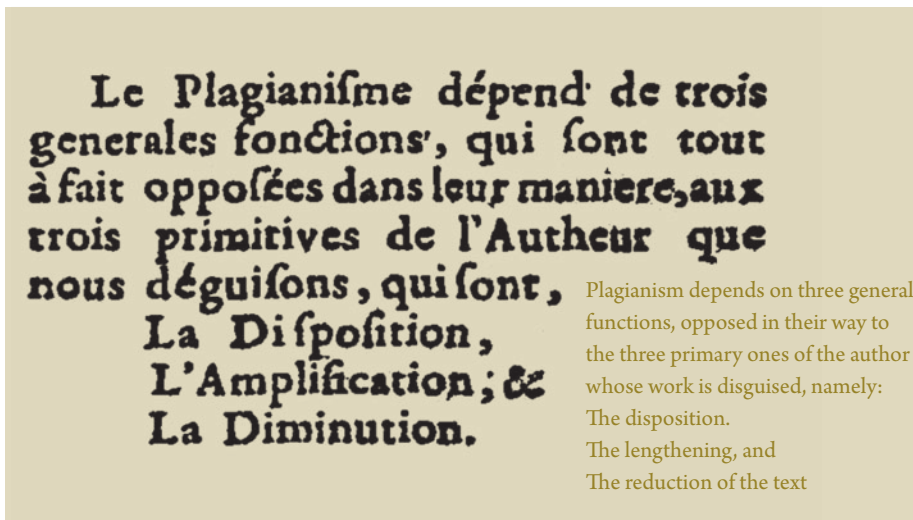 Le Plagianiſme dépend de trois
generales fonctions, qui ſont tout
à fait oppoſées dans leur maniere, aux
trois primitives de l'Autheur que
nous déguiſons, qui ſont,
La Diſpoſition,
L'Amplification; &
La Diminution.
Plagianism depends on three general
functions, opposed in their way to
the three primary ones of the author
whose work is disguised, namely:
The disposition.
The lengthening, and
The reduction of the text